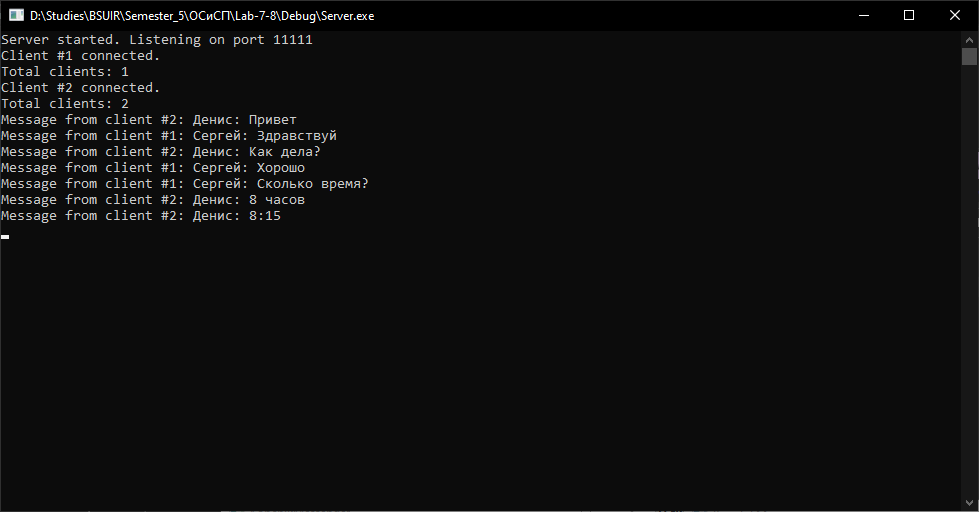 D:\Studies\BSUIR\Semester_5\ОСиСП\Lab-7-8\Debug\Server.exe
Server started. Listening on port 11111
Client #1 connected.
Total clients: 1
Client #2 connected.
Total clients: 2
Message from client #2: Денис: Привет
Message from client #1: Сергей: Здравствуй
Message from client #2: Денис: Как дела?
Message from client #1: Сергей: Хорошо
Message from client #1: Сергей: Сколько время?
Message from client #2: Денис: 8 часов
Message from client #2: Денис: 8:15